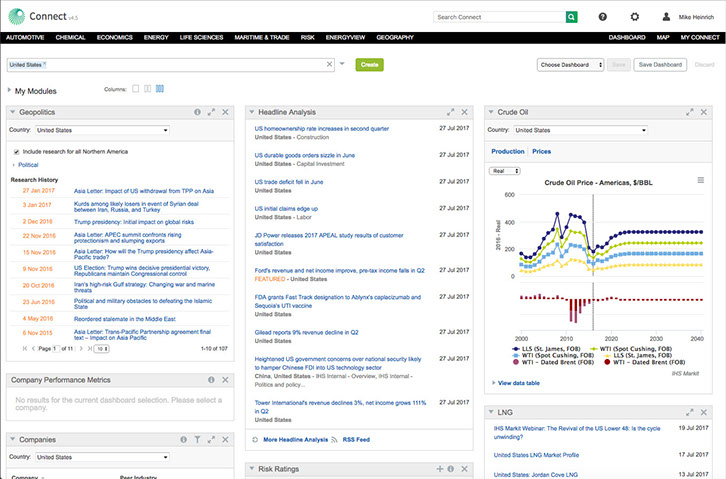 Connect v4.5
Search Connect
Mike Heinrich
AUTOMOTIVE CHEMICAL ECONOMICS ENERGY LIFE SCIENCES MARITIME & TRADE RISK ENERGYVIEW GEOGRAPHY DASHBOARD MAP MY CONNECT
United States
Create
Choose Dashboard
Save
Save Dashboard
Discard
My Modules
Columns:
Geopolitics
Country: United States
Include research for all Northern America
Political
Research History
27 Jan 2017 Asia Letter: Impact of US withdrawal from TPP on Asia
3 Jan 2017 Kurds among likely losers in event of Syrian deal
between Iran, Russia, and Turkey
2 Dec 2016 Trump presidency: Initial impact on global risks
22 Nov 2016 Asia Letter: APEC summit confronts rising
protectionism and slumping exports
15 Nov 2016 Asia Letter: How will the Trump presidency affect Asia-
Pacific trade?
9 Nov 2016 US Election: Trump wins decisive presidential victory,
Republicans maintain Congressional control
20 Oct 2016 Iran's high-risk Gulf strategy: Changing war and marine
threats
23 Jun 2016 Political and military obstacles to defeating the Islamic
State
4 May 2016 Reordered stalemate in the Middle East
6 Nov 2015 Asia Letter: Trans-Pacific Partnership agreement final
text – Impact on Asia Pacific
Page 1 of 11
10
1-10 of 107
Company Performance Metrics
No results for the current dashboard selection. Please select a
company.
Companies
Country: United States
Company Peer Industry
Headline Analysis
US homeownership rate increases in second quarter 27 Jul 2017
United States - Construction
US durable goods orders sizzle in June 27 Jul 2017
United States - Capital Investment
US trade deficit fell in June 27 Jul 2017
United States
US initial claims edge up 27 Jul 2017
United States - Labor
JD Power releases 2017 APEAL study results of customer
satisfaction 27 Jul 2017
United States
Ford's revenue and net income improve, pre-tax income falls in Q2 27 Jul 2017
FEATURED - United States
FDA grants Fast Track designation to Ablynx's caplacizumab and
Sequoia's UTI vaccine 27 Jul 2017
United States
Gilead reports 9% revenue decline in Q2 27 Jul 2017
United States
Heightened US government concerns over national security likely
to hamper Chinese FDI into US technology sector 27 Jul 2017
China, United States - IHS Internal - Overview, IHS Internal -
Politics and policy...
Tower International's revenue declines 3%, net income grows 111%
in Q2 27 Jul 2017
United States
More Headline Analysis
RSS Feed
Risk Ratings
Crude Oil
Country: United States
Production Prices
Real
Crude Oil Price - Americas, $/BBL
2016 - Real
600
400
200
0
2000 2010 2020 2030 2040
LLS (St. James, FOB) WTI (Spot Cushing, FOB)
WTI (Spot Cushing, FOB) LLS (St. James, FOB)
WTI - Dated Brent (FOB) WTI - Dated Brent (FOB)
IHS Markit
View data table
LNG
IHS Markit Webinar: The Revival of the US Lower 48: Is the cycle
unwinding? 19 Jul 2017
United States LNG Market Profile 17 Jul 2017
United States: Jordan Cove LNG 13 Jul 2017